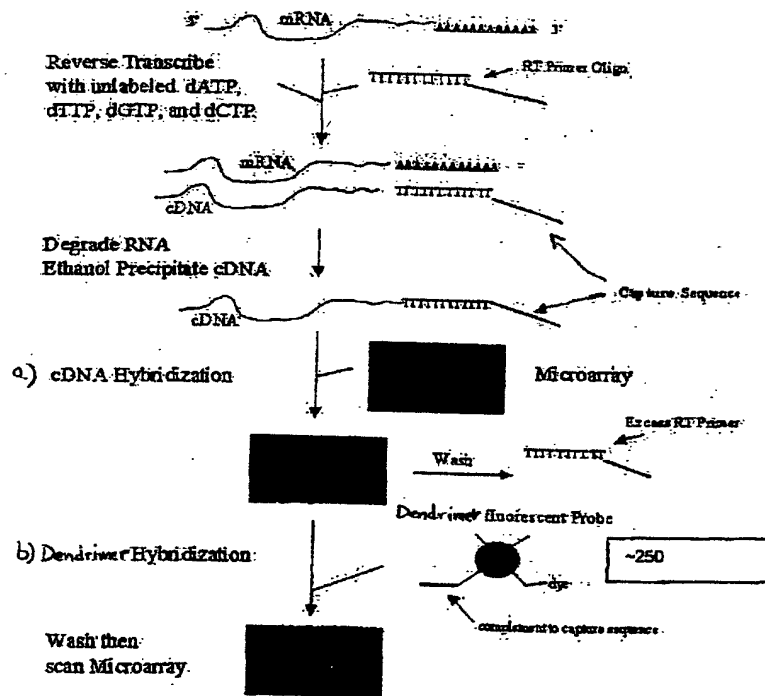 5' mRNA 3'
Reverse Transcribe
with unlabeled dATP,
dTTP, dGTP, and dCTP
RT Primer Oligo
mRNA
cDNA
Degrade RNA
Ethanol Precipitate cDNA
Capture Sequence
cDNA
a) cDNA Hybridization
Microarray
Excess RT Primer
Wash
TTTTTTTTT
Dendrimer fluorescent Probe
b) Dendrimer Hybridization
~250
dye
complement to capture sequence
Wash then
scan Microarray